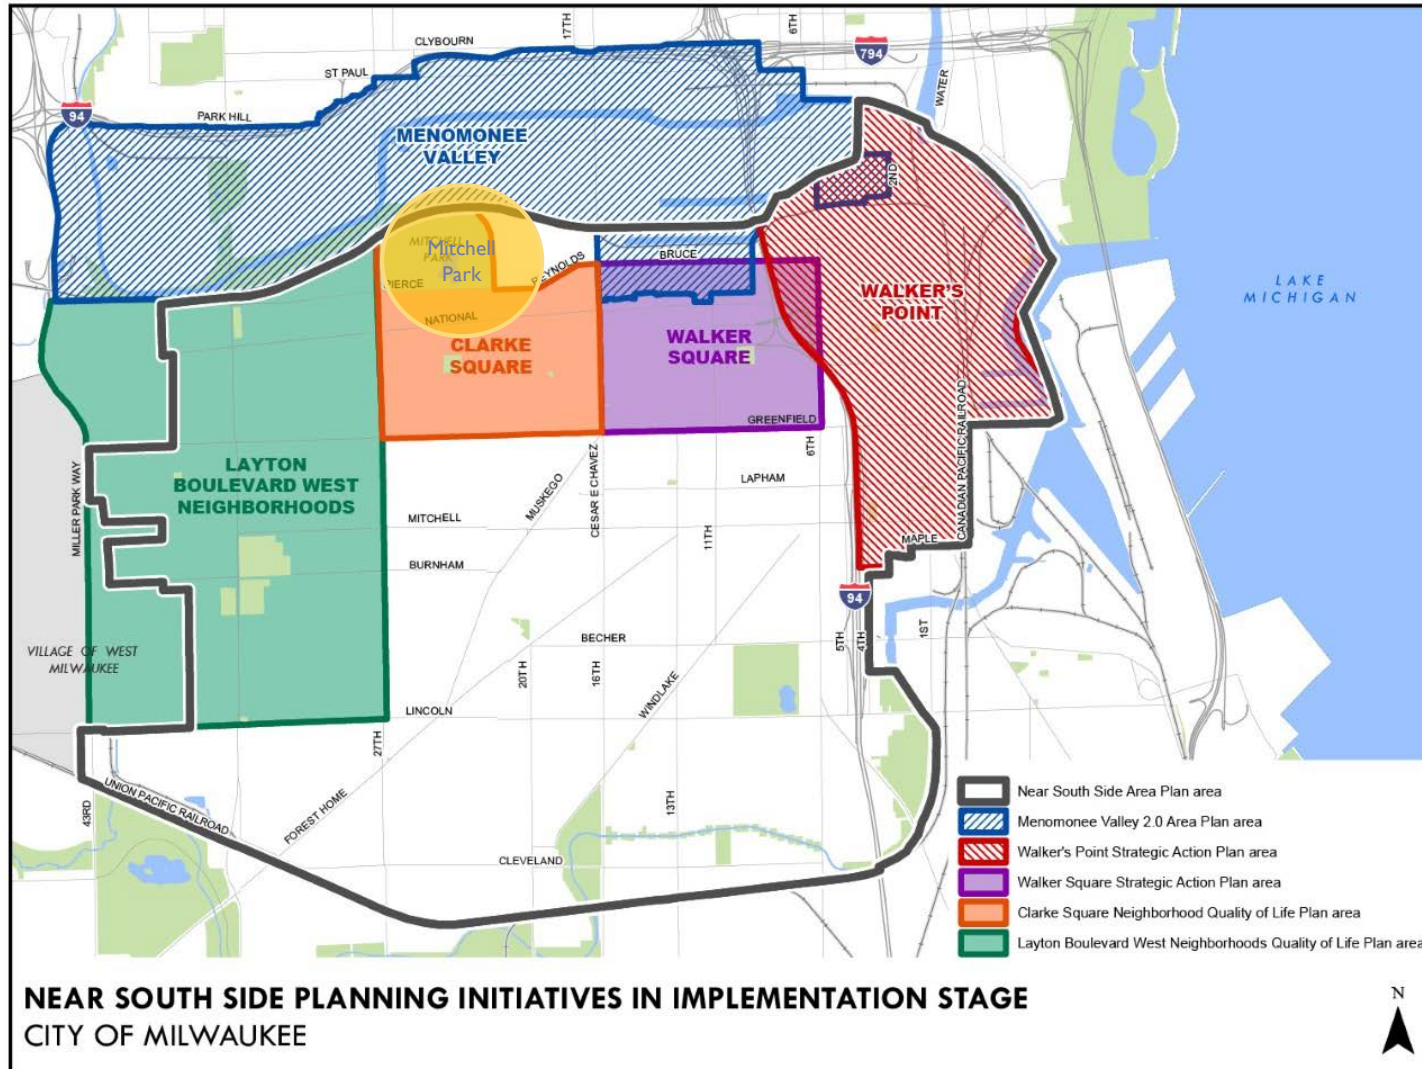 CLYBOURN
17TH
6TH
794
ST PAUL
WATER
94
PARK HILL
MENOMONEE
VALLEY
2ND
MITCHELL
PARK
Mitchell
Park
PIERCE
REYNOLDS
BRUCE
NATIONAL
LAKE
MICHIGAN
WALKER'S
POINT
CLARKE
SQUARE
WALKER
SQUARE
GREENFIELD
6TH
CANADIAN PACIFIC RAILROAD
LAYTON
BOULEVARD WEST
NEIGHBORHOODS
MILLER PARK WAY
MUSKEGO
CESAR E CHAVEZ
LAPHAM
MITCHELL
11TH
MAPLE
BURNHAM
94
BECHER
5TH
4TH
1ST
VILLAGE OF WEST
MILWAUKEE
20TH
16TH
WINDLAKE
LINCOLN
27TH
43RD
UNION PACIFIC RAILROAD
FOREST HOME
13TH
CLEVELAND
Near South Side Area Plan area
Menomonee Valley 2.0 Area Plan area
Walker's Point Strategic Action Plan area
Walker Square Strategic Action Plan area
Clarke Square Neighborhood Quality of Life Plan area
Layton Boulevard West Neighborhoods Quality of Life Plan area
NEAR SOUTH SIDE PLANNING INITIATIVES IN IMPLEMENTATION STAGE
CITY OF MILWAUKEE
N